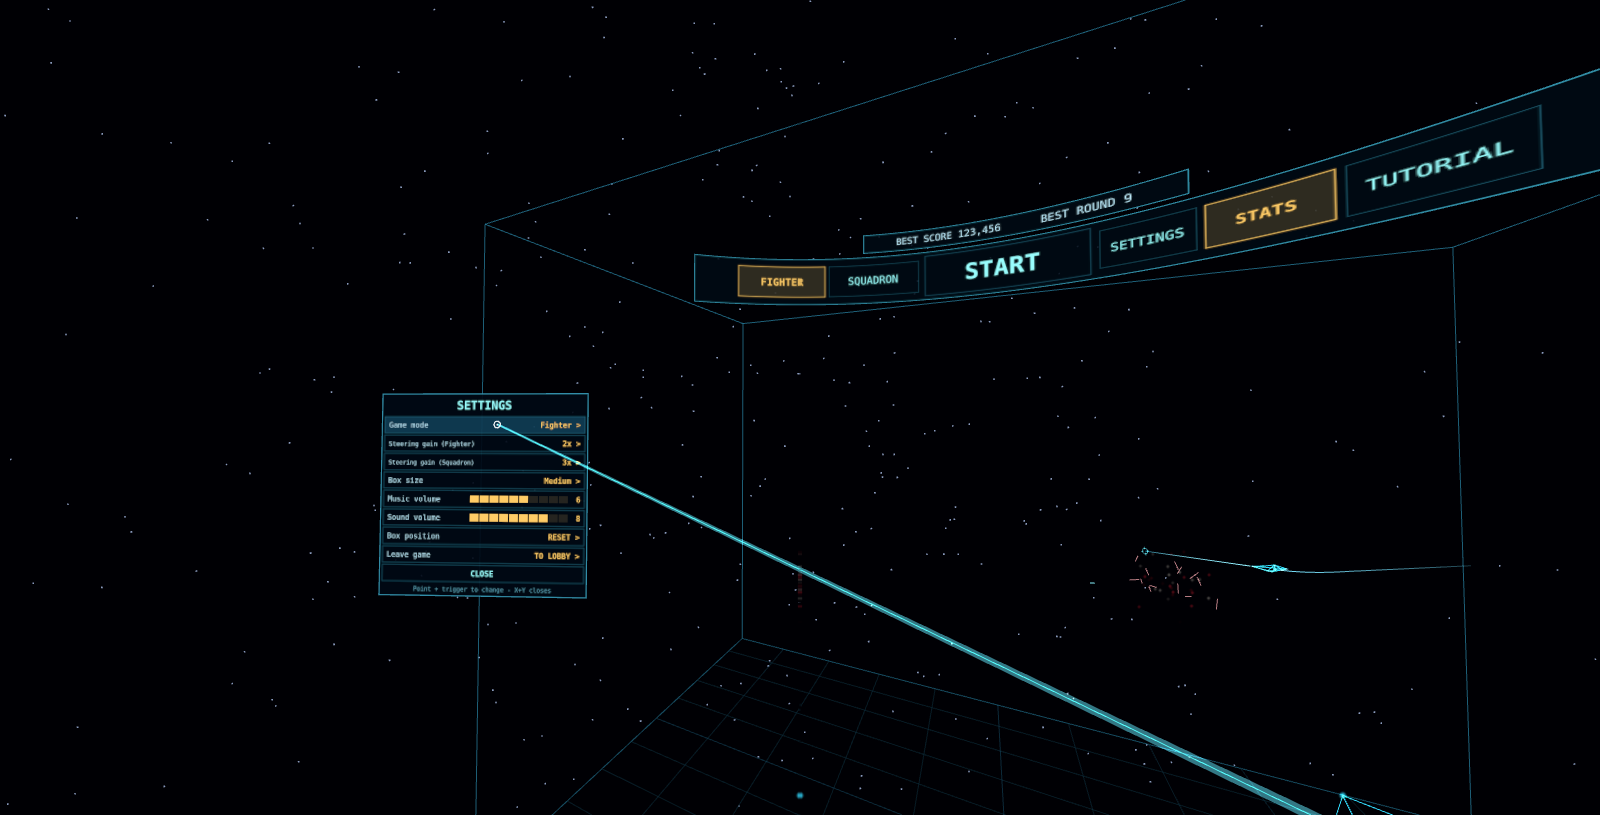 BEST SCORE 123,456 BEST ROUND 9
FIGHTER SQUADRON START SETTINGS STATS TUTORIAL
SETTINGS
Game mode Fighter >
Steering gain (Fighter) 2x >
Steering gain (Squadron) 3x >
Box size Medium >
Music volume 6
Sound volume 8
Box position RESET >
Leave game TO LOBBY >
CLOSE
Point + trigger to change - X+Y closes